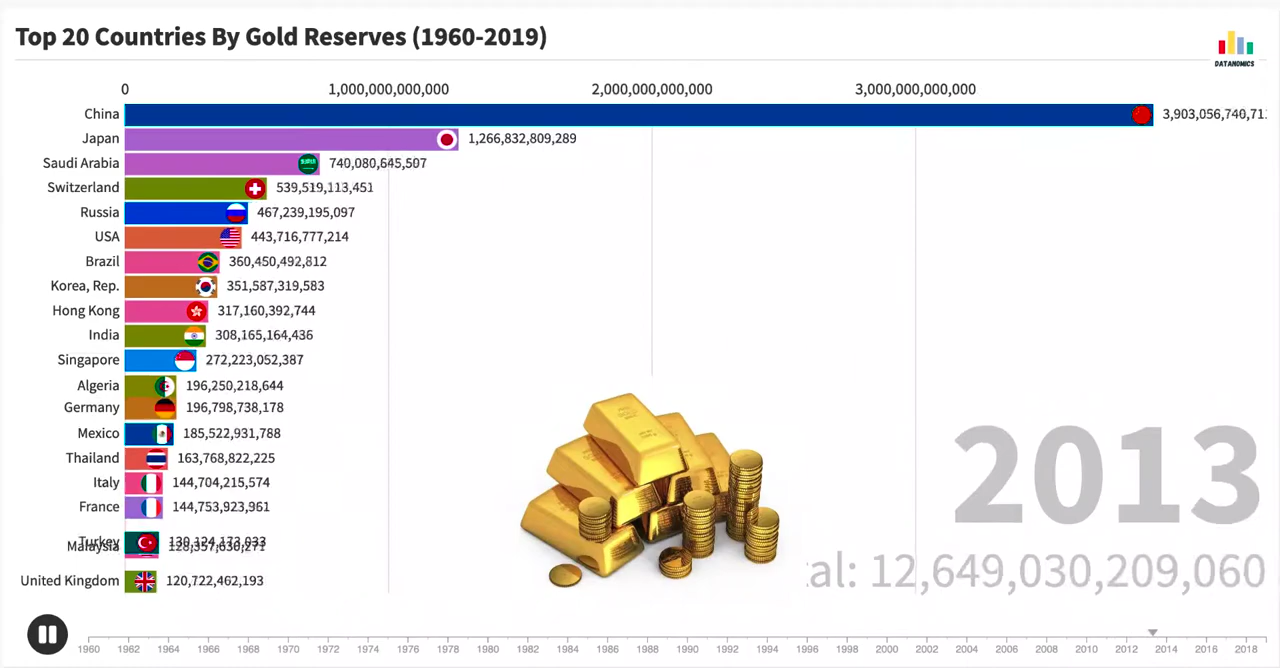 Top 20 Countries By Gold Reserves (1960-2019)
DATANOMICS
0 1,000,000,000,000 2,000,000,000,000 3,000,000,000,000
China 3,903,056,740,71
Japan 1,266,832,809,289
Saudi Arabia 740,080,645,507
Switzerland 539,519,113,451
Russia 467,239,195,097
USA 443,716,777,214
Brazil 360,450,492,812
Korea, Rep. 351,587,319,583
Hong Kong 317,160,392,744
India 308,165,164,436
Singapore 272,223,052,387
Algeria 196,250,218,644
Germany 196,798,738,178
Mexico 185,522,931,788
Thailand 163,768,822,225
Italy 144,704,215,574
France 144,753,923,961
Turkey
Malaysia
United Kingdom 120,722,462,193
2013
al: 12,649,030,209,060
1960 1962 1964 1966 1968 1970 1972 1974 1976 1978 1980 1982 1984 1986 1988 1990 1992 1994 1996 1998 2000 2002 2004 2006 2008 2010 2012 2014 2016 2018